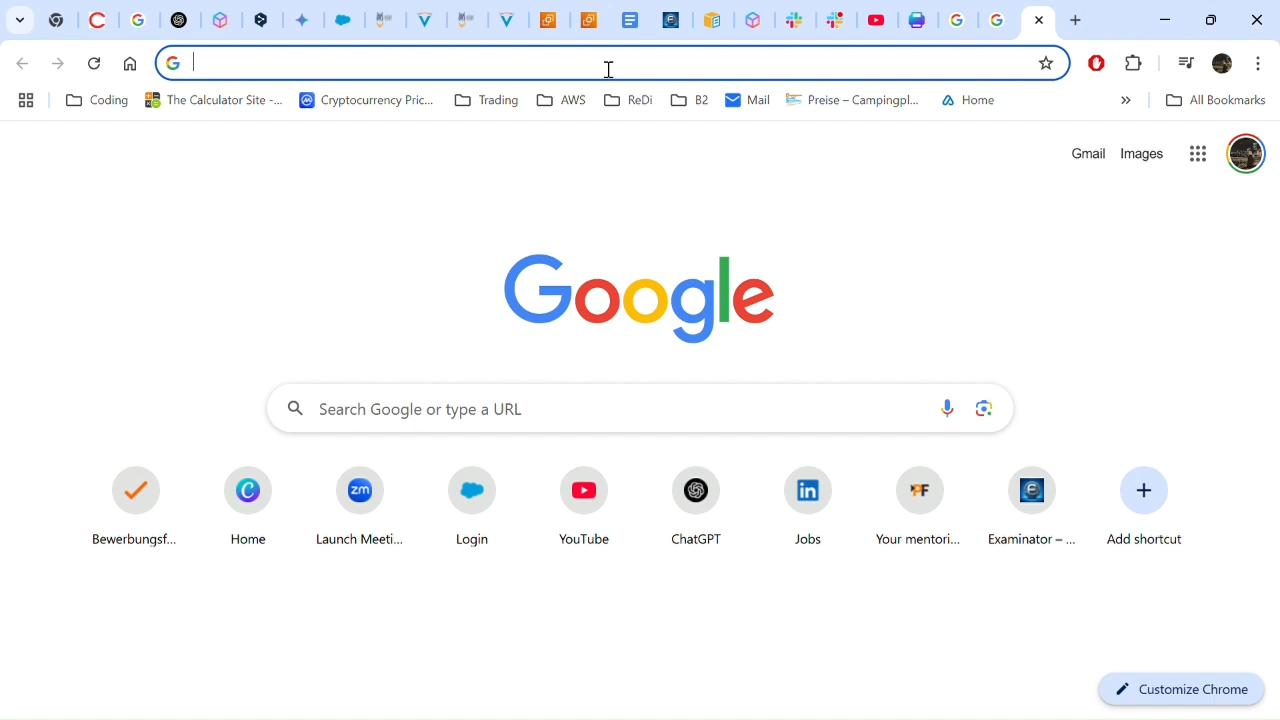 Coding The Calculator Site -... Cryptocurrency Pric... Trading AWS ReDi B2 Mail Preise – Campingpl... Home » All Bookmarks
Gmail Images
Google
Search Google or type a URL
Bewerbungsf... Home Launch Meeti... Login YouTube ChatGPT Jobs Your mentori... Examinator – ... Add shortcut
Customize Chrome